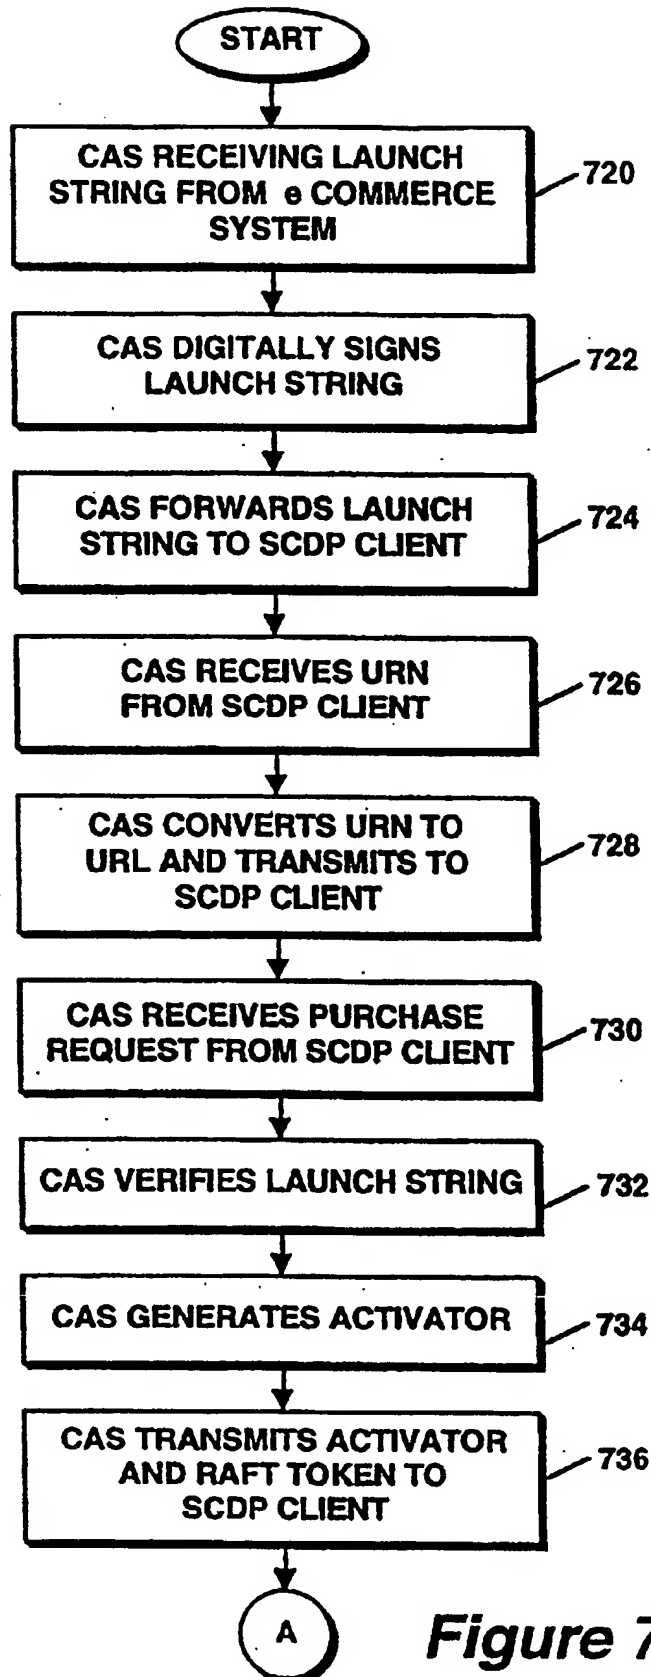 START
CAS RECEIVING LAUNCH
STRING FROM e COMMERCE
SYSTEM
720
CAS DIGITALLY SIGNS
LAUNCH STRING
722
CAS FORWARDS LAUNCH
STRING TO SCDP CLIENT
724
CAS RECEIVES URN
FROM SCDP CLIENT
726
CAS CONVERTS URN TO
URL AND TRANSMITS TO
SCDP CLIENT
728
CAS RECEIVES PURCHASE
REQUEST FROM SCDP CLIENT
730
CAS VERIFIES LAUNCH STRING
732
CAS GENERATES ACTIVATOR
734
CAS TRANSMITS ACTIVATOR
AND RAFT TOKEN TO
SCDP CLIENT
736
A
Figure 7